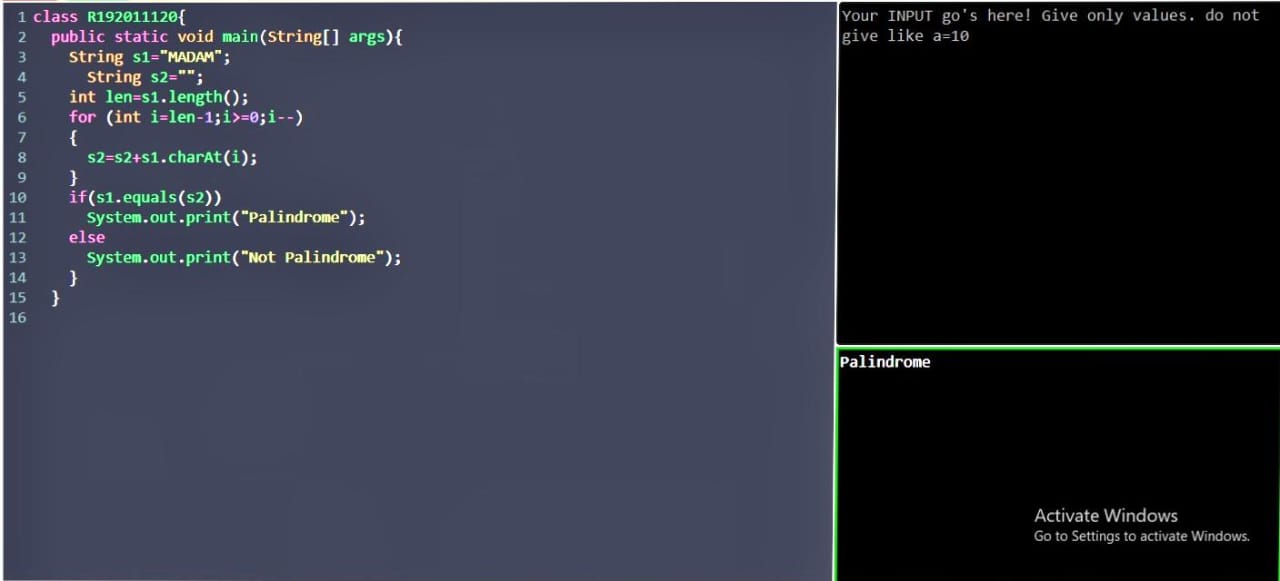 1 class R192011120{
2 public static void main(String[] args){
3 String s1="MADAM";
4 String s2="";
5 int len=s1.length();
6 for (int i=len-1;i>=0;i--)
7 {
8 s2=s2+s1.charAt(i);
9 }
10 if(s1.equals(s2))
11 System.out.print("Palindrome");
12 else
13 System.out.print("Not Palindrome");
14 }
15 }
16
Your INPUT go's here! Give only values. do not
give like a=10
Palindrome
Activate Windows
Go to Settings to activate Windows.